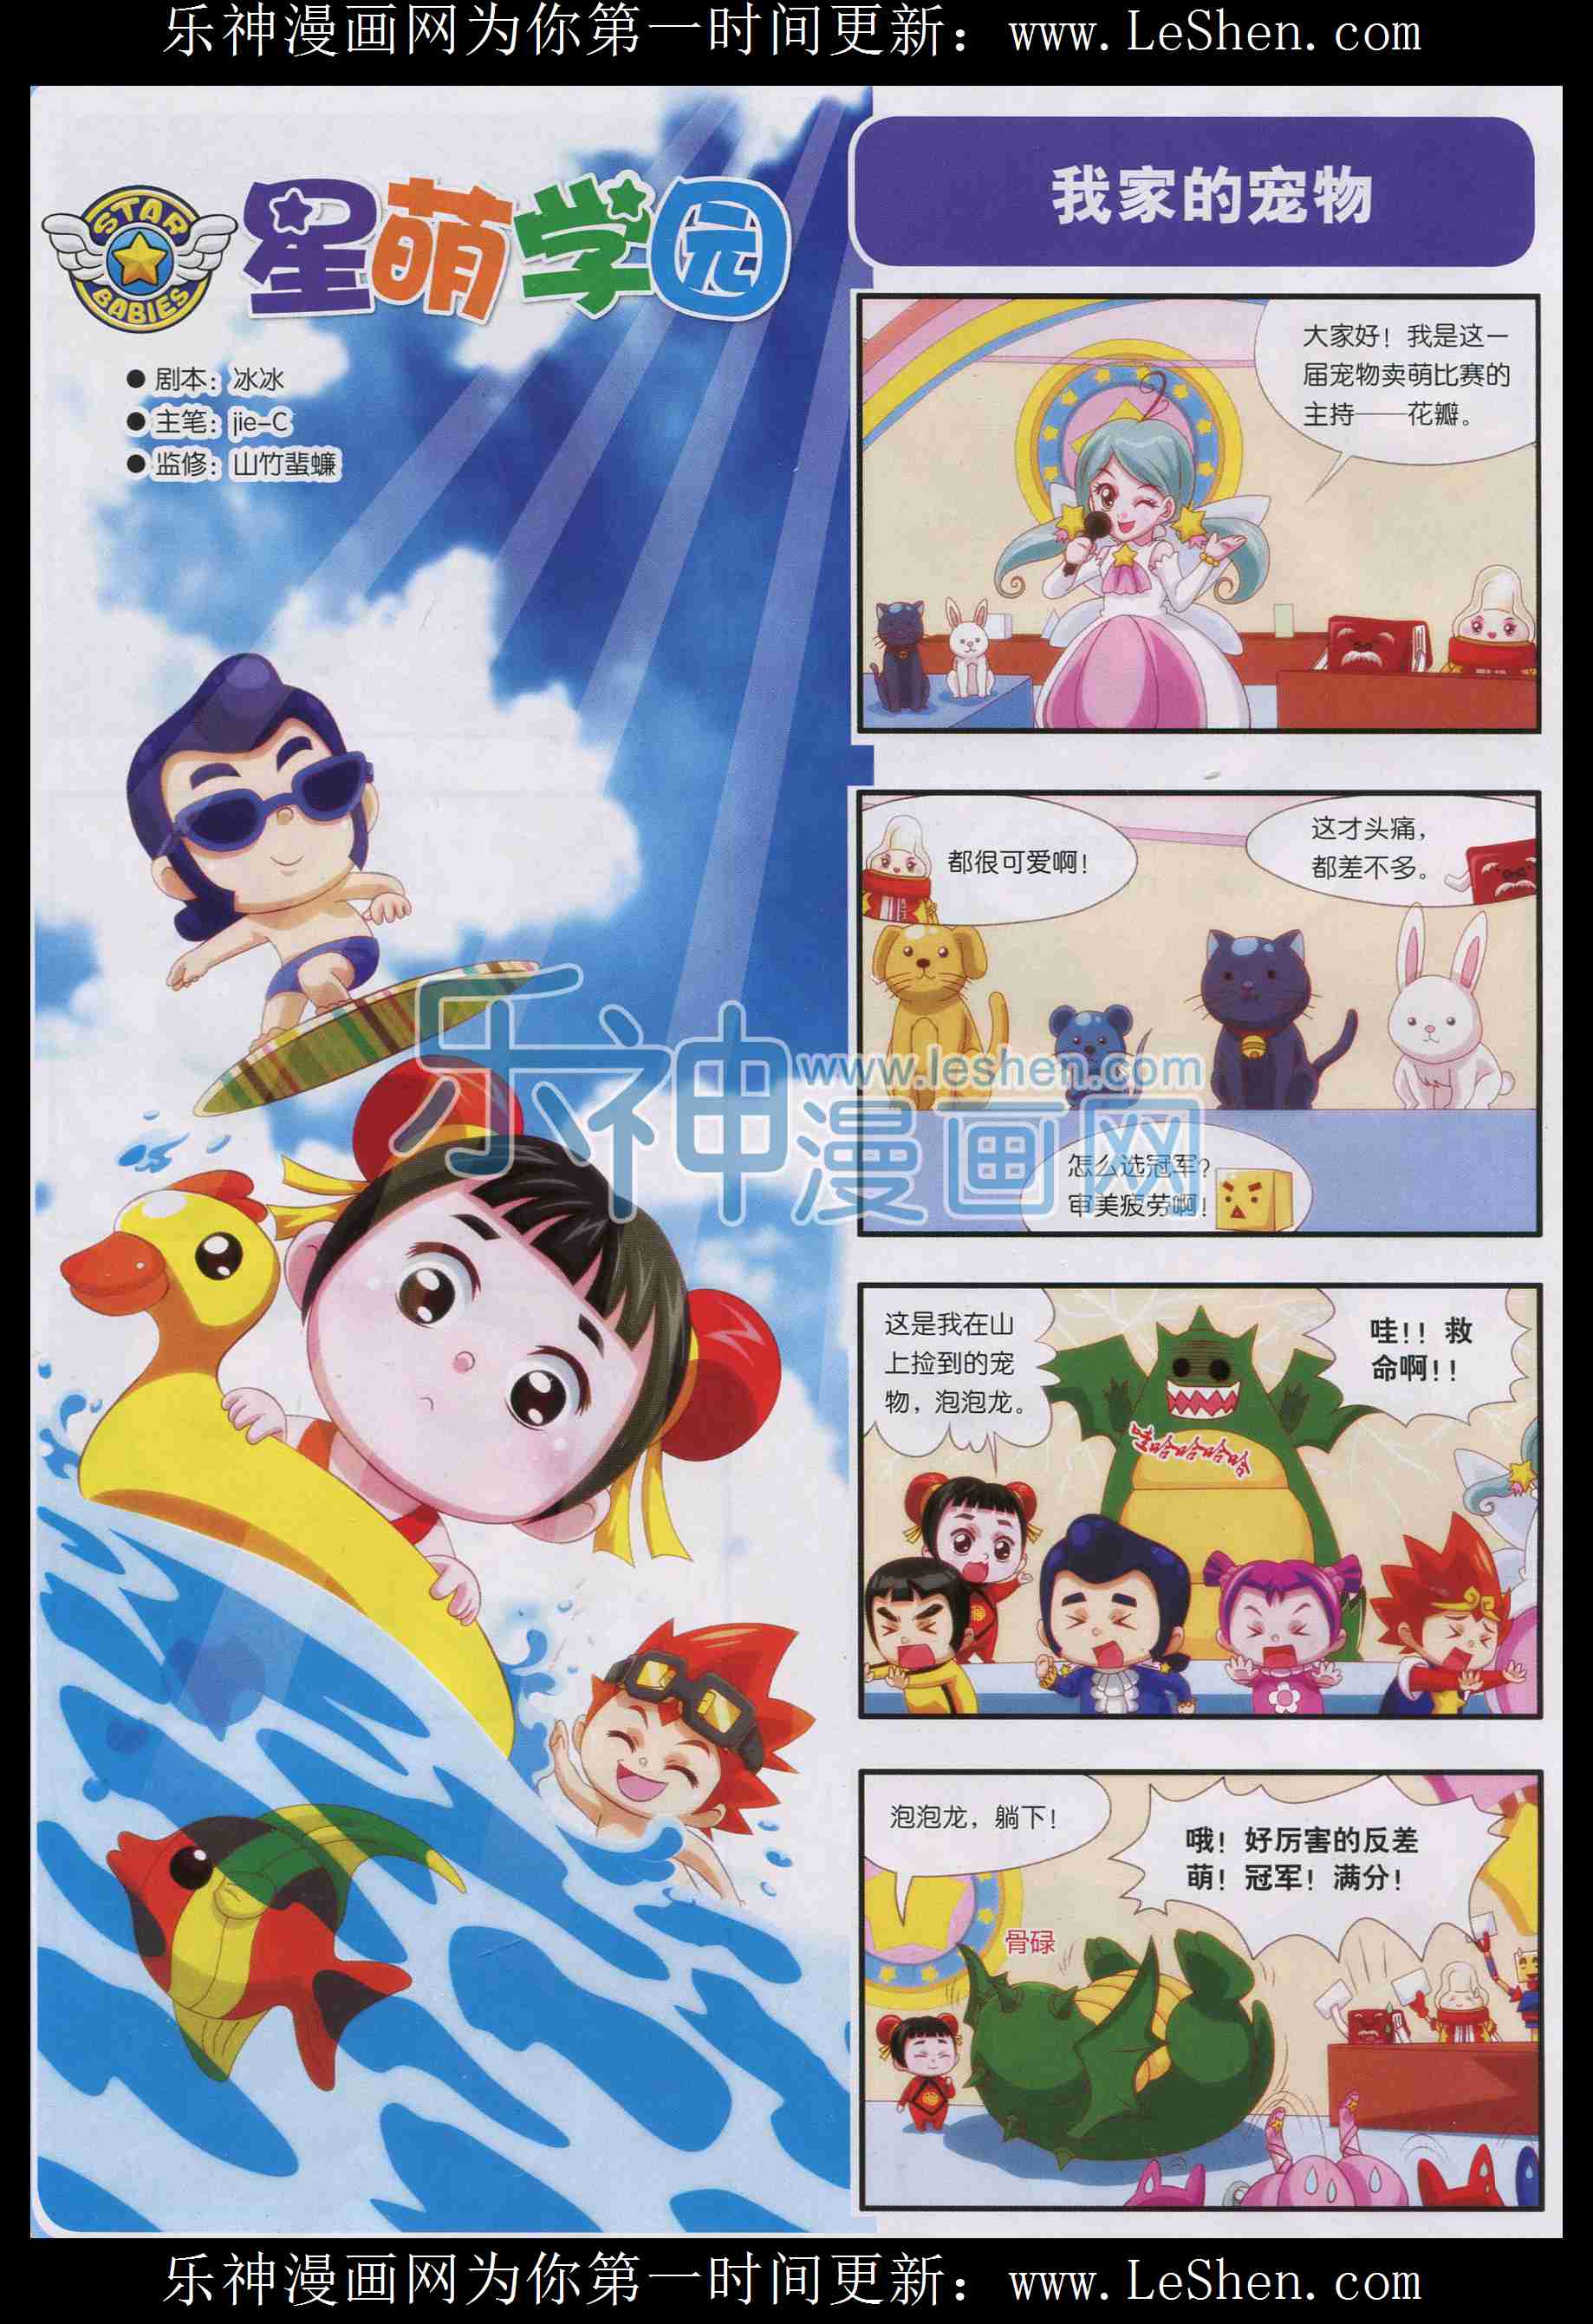 乐神漫画网为你第一时间更新：www.LeShen.com
STAR
BABIES
星萌学园
●剧本：冰冰
●主笔：jie-C
●监修：山竹蜚蠊
我家的宠物
大家好！我是这一
届宠物卖萌比赛的
主持——花瓣。
都很可爱啊！
这才头痛，
都差不多。
怎么选冠军？
审美疲劳啊！
乐神漫画网
www.leshen.com
这是我在山
上捡到的宠
物，泡泡龙。
哇！！救
命啊！！
哇哈哈哈哈
福
泡泡龙，躺下！
哦！好厉害的反差
萌！冠军！满分！
骨碌
乐神漫画网为你第一时间更新：www.LeShen.com